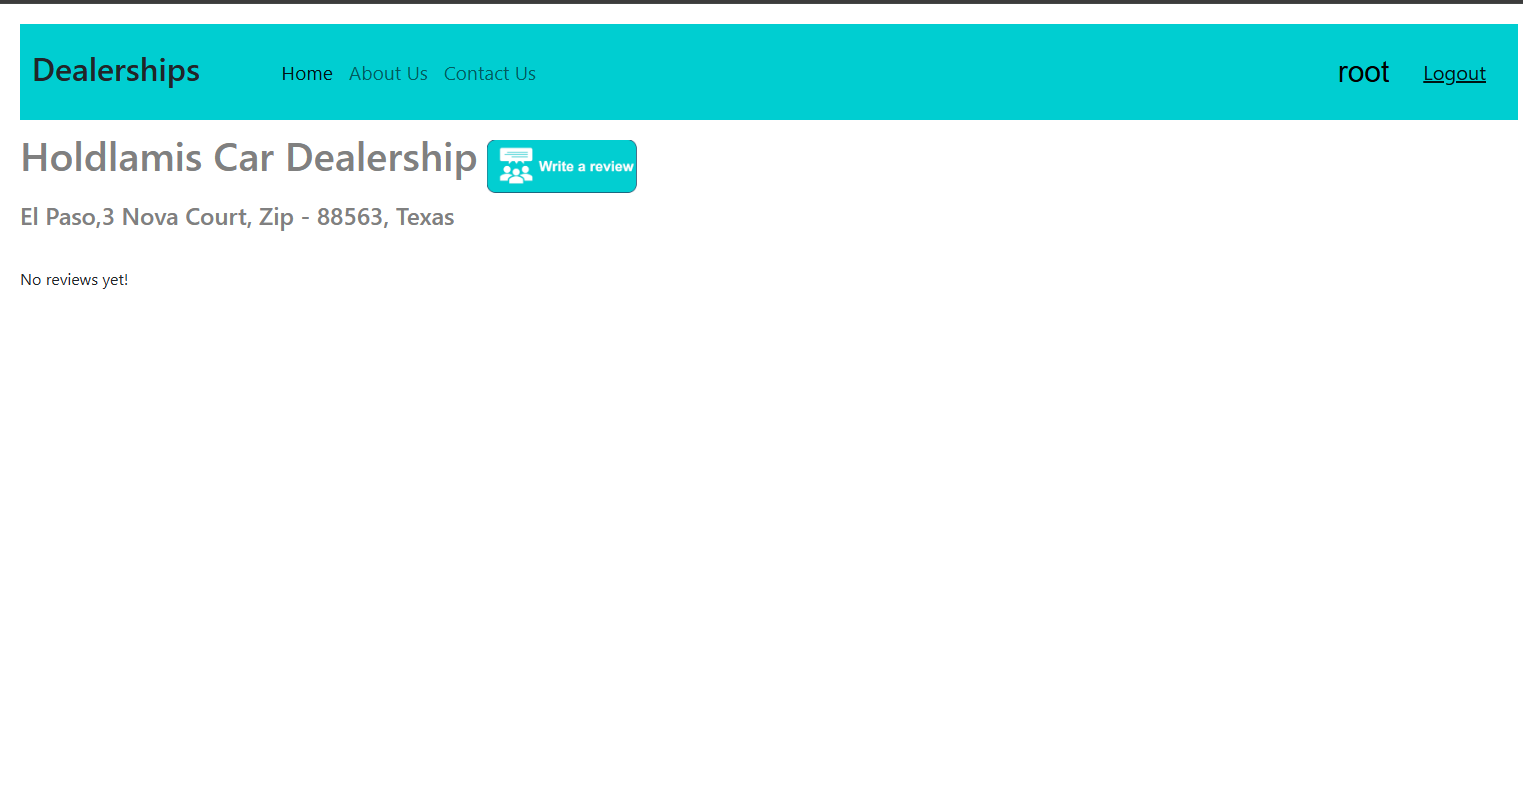 Dealerships Home About Us Contact Us root Logout
Holdlamis Car Dealership Write a review
El Paso,3 Nova Court, Zip - 88563, Texas
No reviews yet!